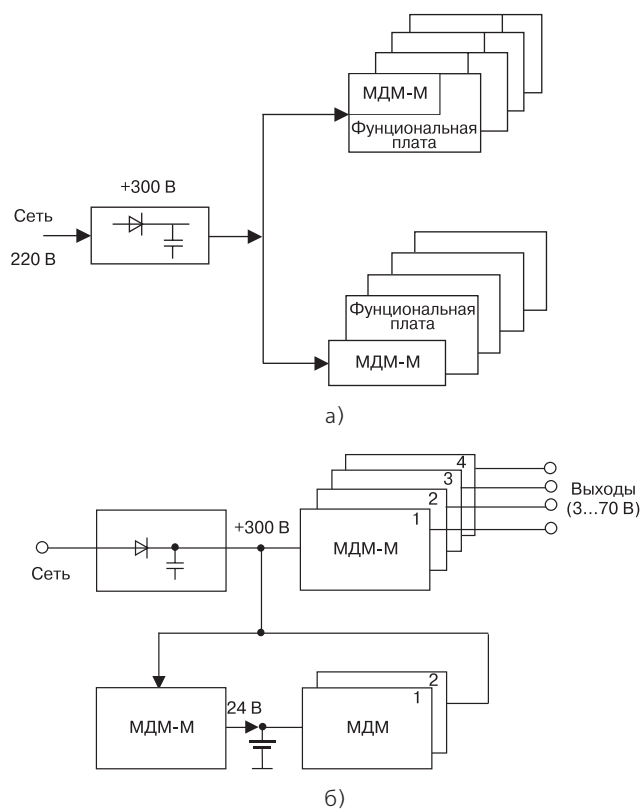 МДМ-М
Фунциональная
плата
+300 В
Сеть
220 В
Фунциональная
плата
МДМ-М
а)
4
3
2
1
Выходы
(3...70 В)
+300 В
МДМ-М
Сеть
2
1
24 В
МДМ-М
МДМ
б)